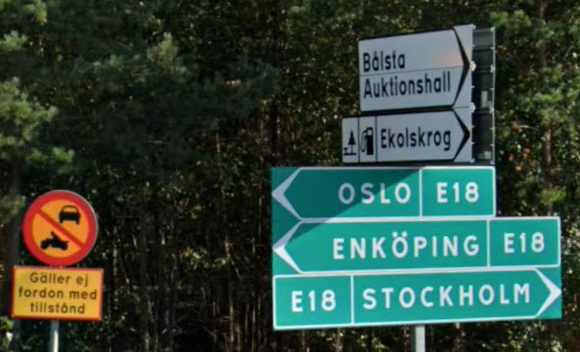 Bålsta
Auktionshall
Ekolskrog
OSLO E18
ENKÖPING E18
E18 STOCKHOLM
Gäller ej
fordon med
tillstånd